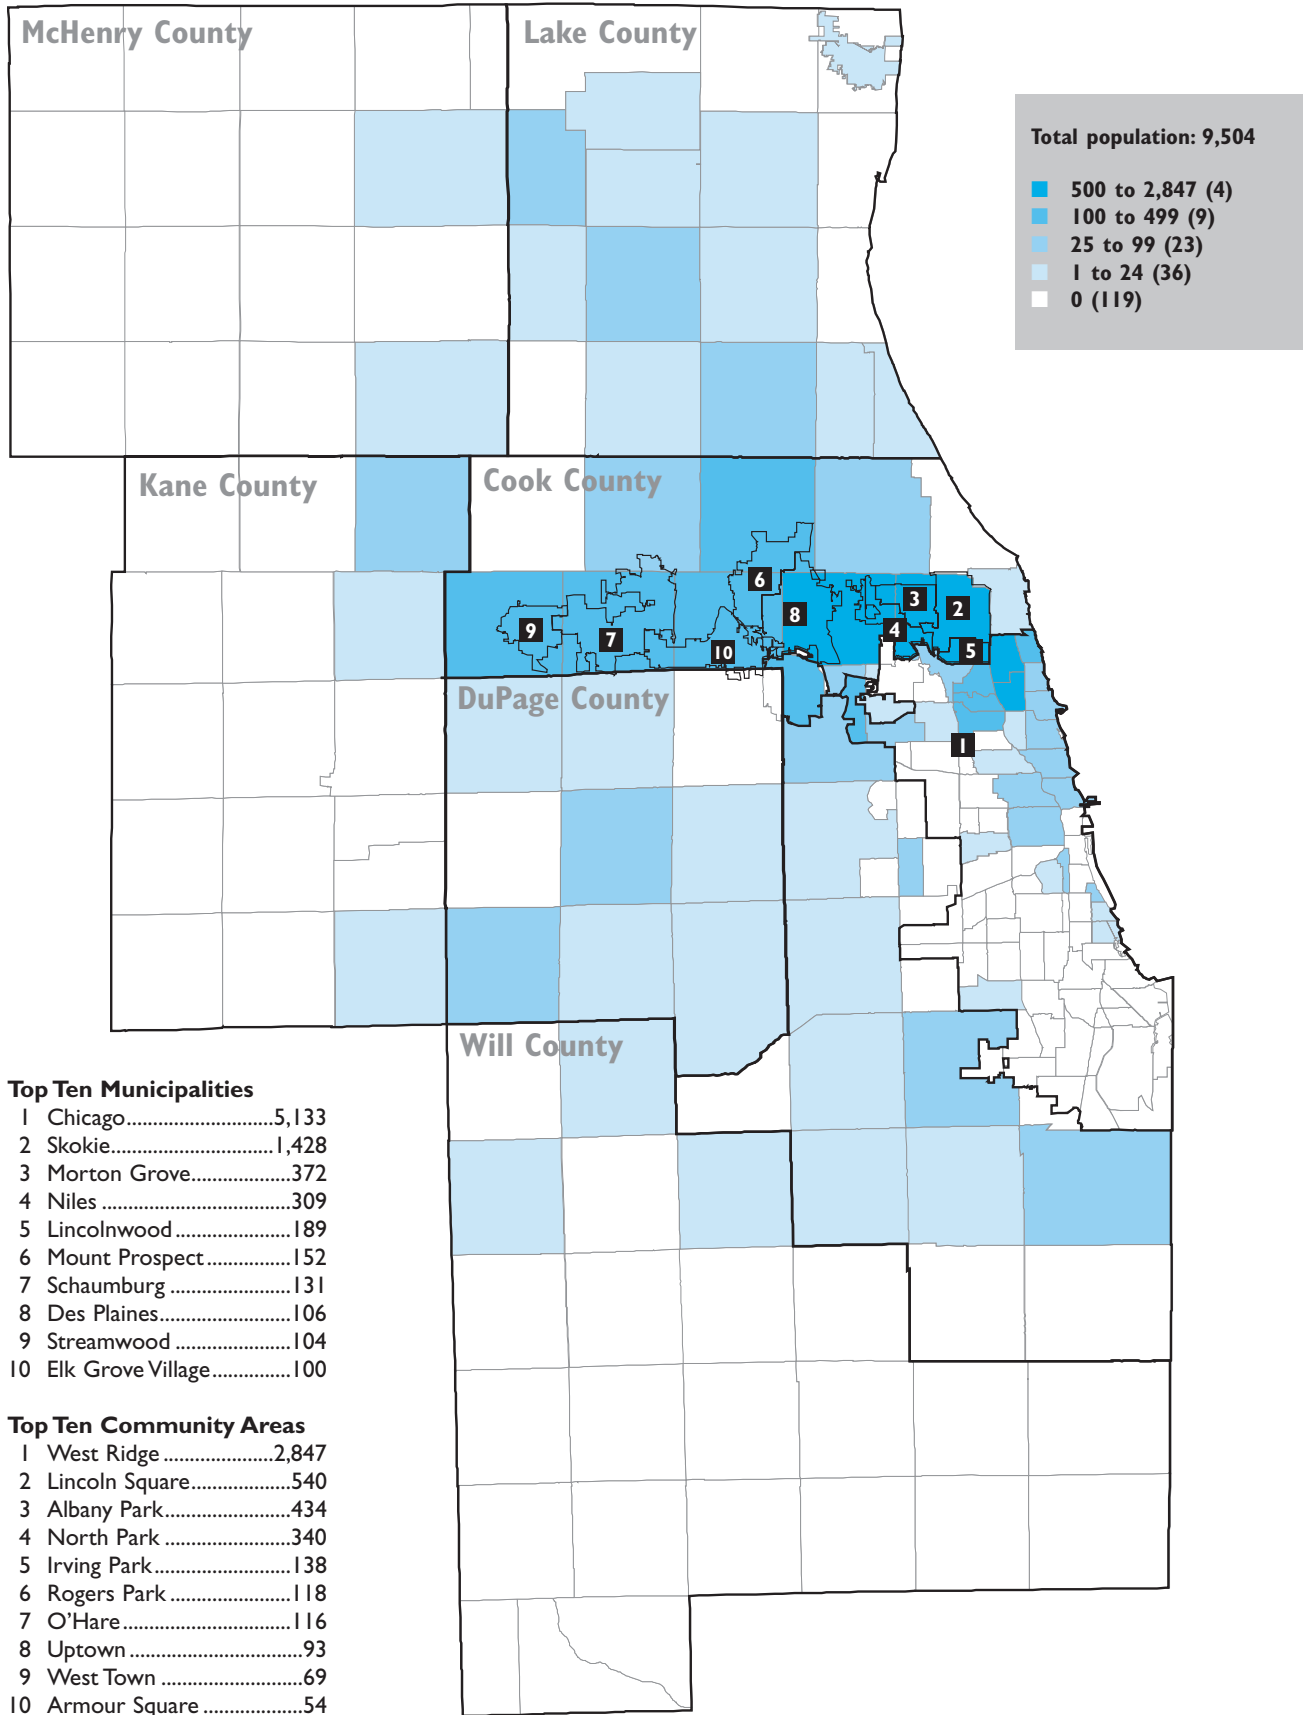 McHenry County
Lake County
Total population: 9,504
500 to 2,847 (4)
100 to 499 (9)
25 to 99 (23)
1 to 24 (36)
0 (119)
Kane County
Cook County
6
8
3
2
9
7
4
10
5
DuPage County
1
Will County
Top Ten Municipalities
1 Chicago..........................5,133
2 Skokie............................1,428
3 Morton Grove.................372
4 Niles ................................309
5 Lincolnwood ....................189
6 Mount Prospect ..............152
7 Schaumburg .....................131
8 Des Plaines.......................106
9 Streamwood ....................104
10 Elk Grove Village..............100
Top Ten Community Areas
1 West Ridge ...................2,847
2 Lincoln Square.................540
3 Albany Park......................434
4 North Park ......................340
5 Irving Park........................138
6 Rogers Park .....................118
7 O’Hare.............................116
8 Uptown ..............................93
9 West Town ........................69
10 Armour Square .................54